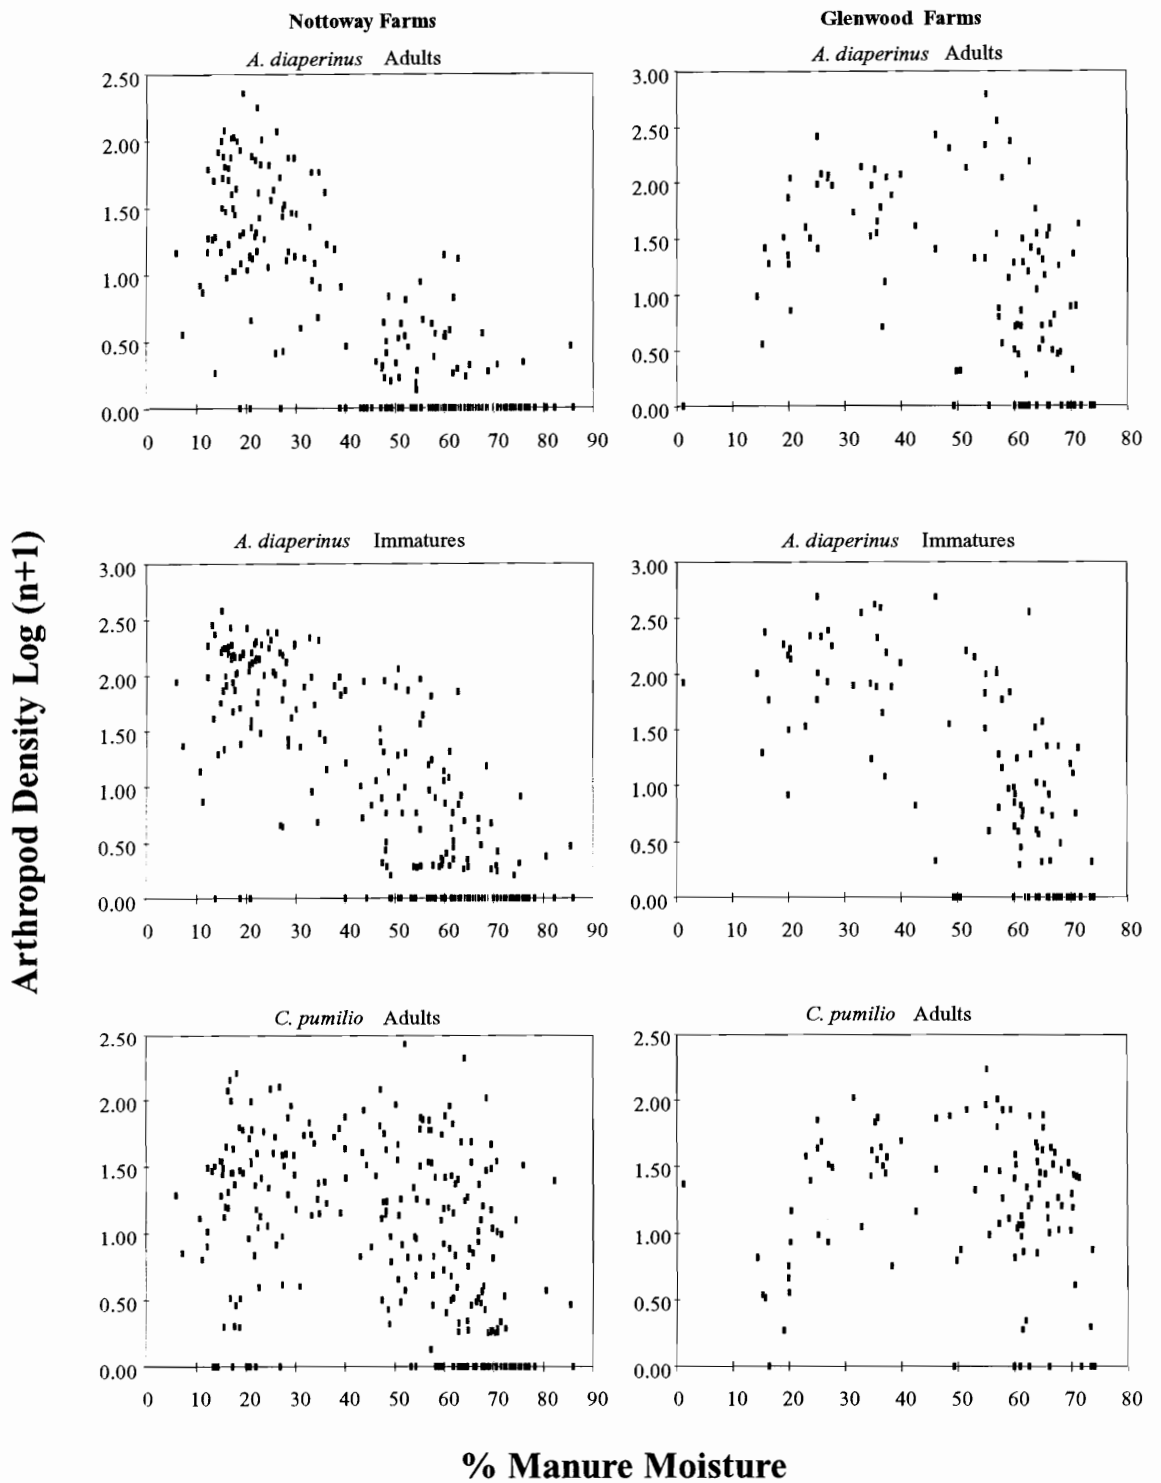 Nottoway Farms
Glenwood Farms
A. diaperinus Adults
A. diaperinus Adults
2.50
2.00
1.50
1.00
0.50
0.00
0 10 20 30 40 50 60 70 80 90
3.00
2.50
2.00
1.50
1.00
0.50
0.00
0 10 20 30 40 50 60 70 80
Arthropod Density Log (n+1)
A. diaperinus Immatures
A. diaperinus Immatures
3.00
2.50
2.00
1.50
1.00
0.50
0.00
0 10 20 30 40 50 60 70 80 90
3.00
2.50
2.00
1.50
1.00
0.50
0.00
0 10 20 30 40 50 60 70 80
C. pumilio Adults
C. pumilio Adults
2.50
2.00
1.50
1.00
0.50
0.00
0 10 20 30 40 50 60 70 80 90
2.50
2.00
1.50
1.00
0.50
0.00
0 10 20 30 40 50 60 70 80
% Manure Moisture